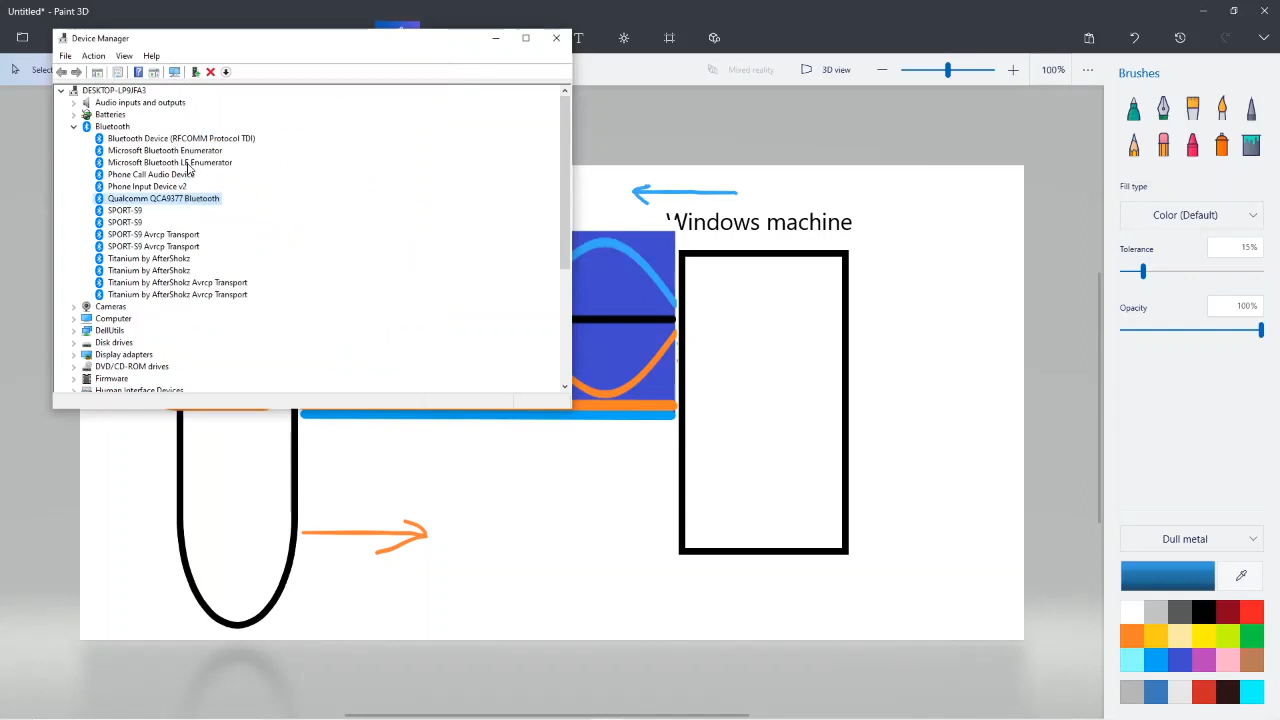 Untitled* - Paint 3D
Device Manager
File Action View Help
Select
Mixed reality
3D view
100%
Brushes
DESKTOP-LP9JFA3
Audio inputs and outputs
Batteries
Bluetooth
Bluetooth Device (RFCOMM Protocol TDI)
Microsoft Bluetooth Enumerator
Microsoft Bluetooth LE Enumerator
Phone Call Audio Device
Phone Input Device v2
Qualcomm QCA9377 Bluetooth
SPORT-S9
SPORT-S9
SPORT-S9 Avrcp Transport
SPORT-S9 Avrcp Transport
Titanium by AfterShokz
Titanium by AfterShokz
Titanium by AfterShokz Avrcp Transport
Titanium by AfterShokz Avrcp Transport
Cameras
Computer
DellUtils
Disk drives
Display adapters
DVD/CD-ROM drives
Firmware
Human Interface Devices
Windows machine
Fill type
Color (Default)
Tolerance
15%
Opacity
100%
Dull metal